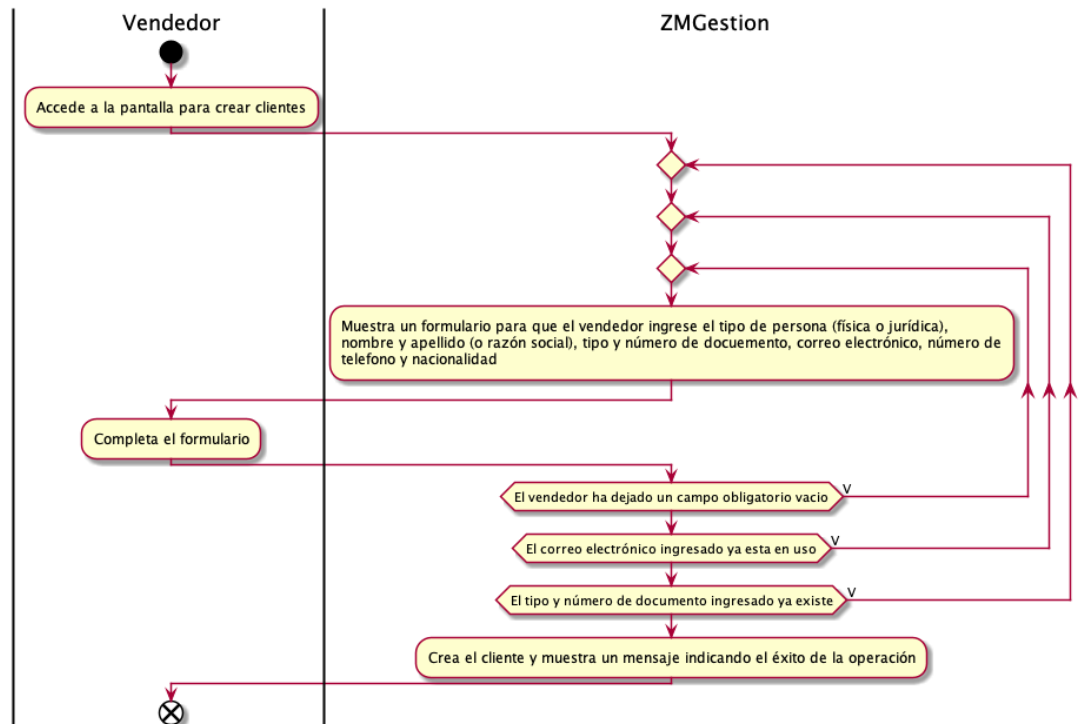 Vendedor
ZMGestion
Accede a la pantalla para crear clientes
Muestra un formulario para que el vendedor ingrese el tipo de persona (física o jurídica),
nombre y apellido (o razón social), tipo y número de docuemento, correo electrónico, número de
telefono y nacionalidad
Completa el formulario
El vendedor ha dejado un campo obligatorio vacio
V
El correo electrónico ingresado ya esta en uso
V
El tipo y número de documento ingresado ya existe
V
Crea el cliente y muestra un mensaje indicando el éxito de la operación